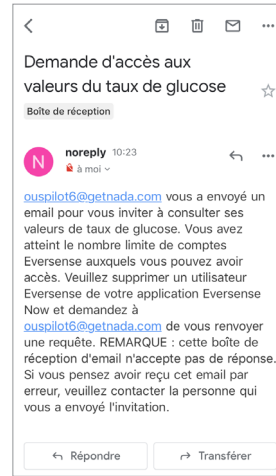 Demande d'accès aux
valeurs du taux de glucose
Boîte de réception
N
noreply 10:23
à moi
ouspilot6@getnada.com vous a envoyé un
email pour vous inviter à consulter ses
valeurs de taux de glucose. Vous avez
atteint le nombre limite de comptes
Eversense auxquels vous pouvez avoir
accès. Veuillez supprimer un utilisateur
Eversense de votre application Eversense
Now et demandez à
ouspilot6@getnada.com de vous renvoyer
une requête. REMARQUE : cette boîte de
réception d'email n'accepte pas de réponse.
Si vous pensez avoir reçu cet email par
erreur, veuillez contacter la personne qui
vous a envoyé l'invitation.
Répondre
Transférer